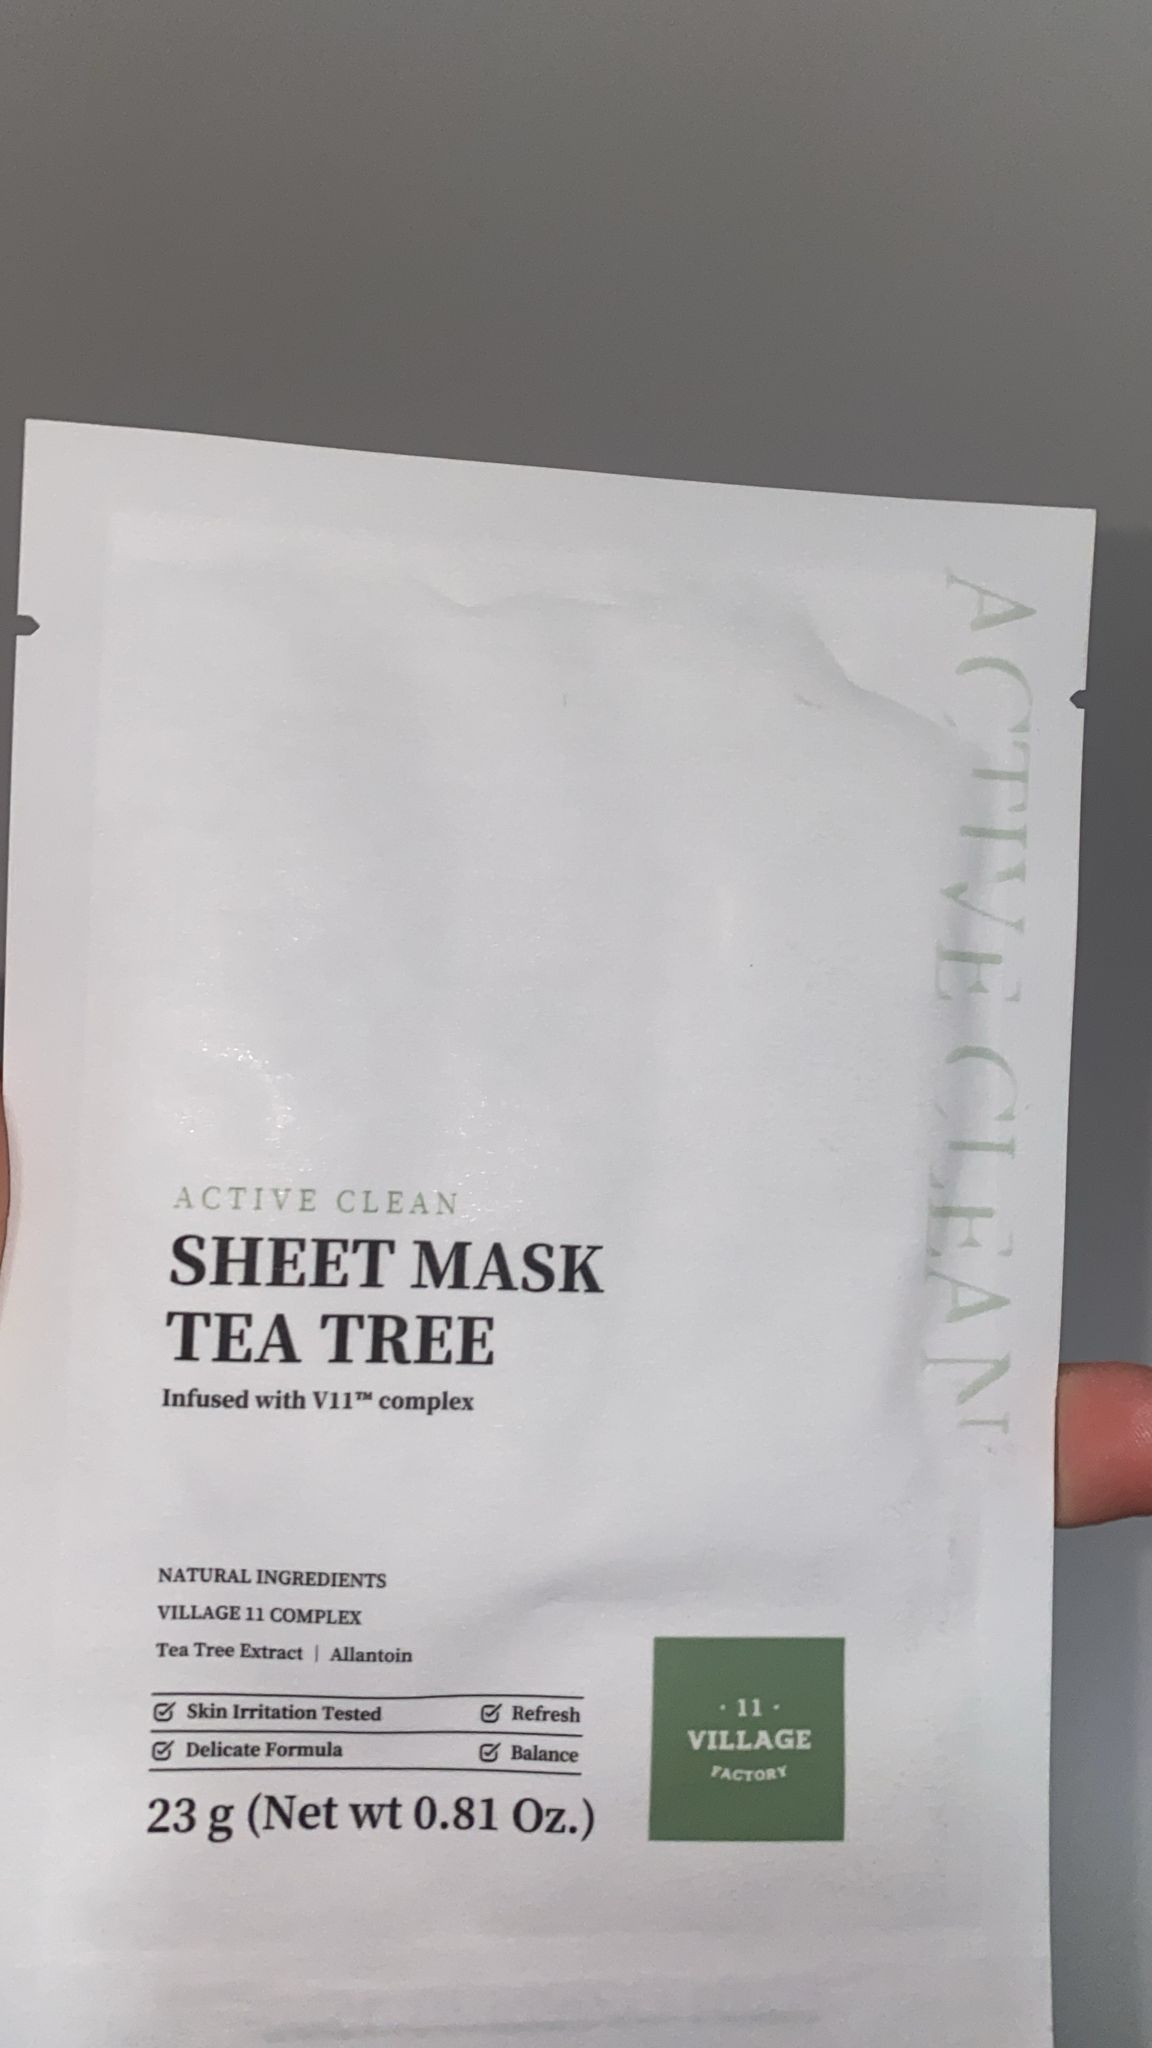 ACTIVE CLEAN
ACTIVE CLEAN
SHEET MASK
TEA TREE
Infused with V11™ complex
NATURAL INGREDIENTS
VILLAGE 11 COMPLEX
Tea Tree Extract | Allantoin
Skin Irritation Tested Refresh
Delicate Formula Balance
23 g (Net wt 0.81 Oz.)
· 11 ·
VILLAGE
FACTORY